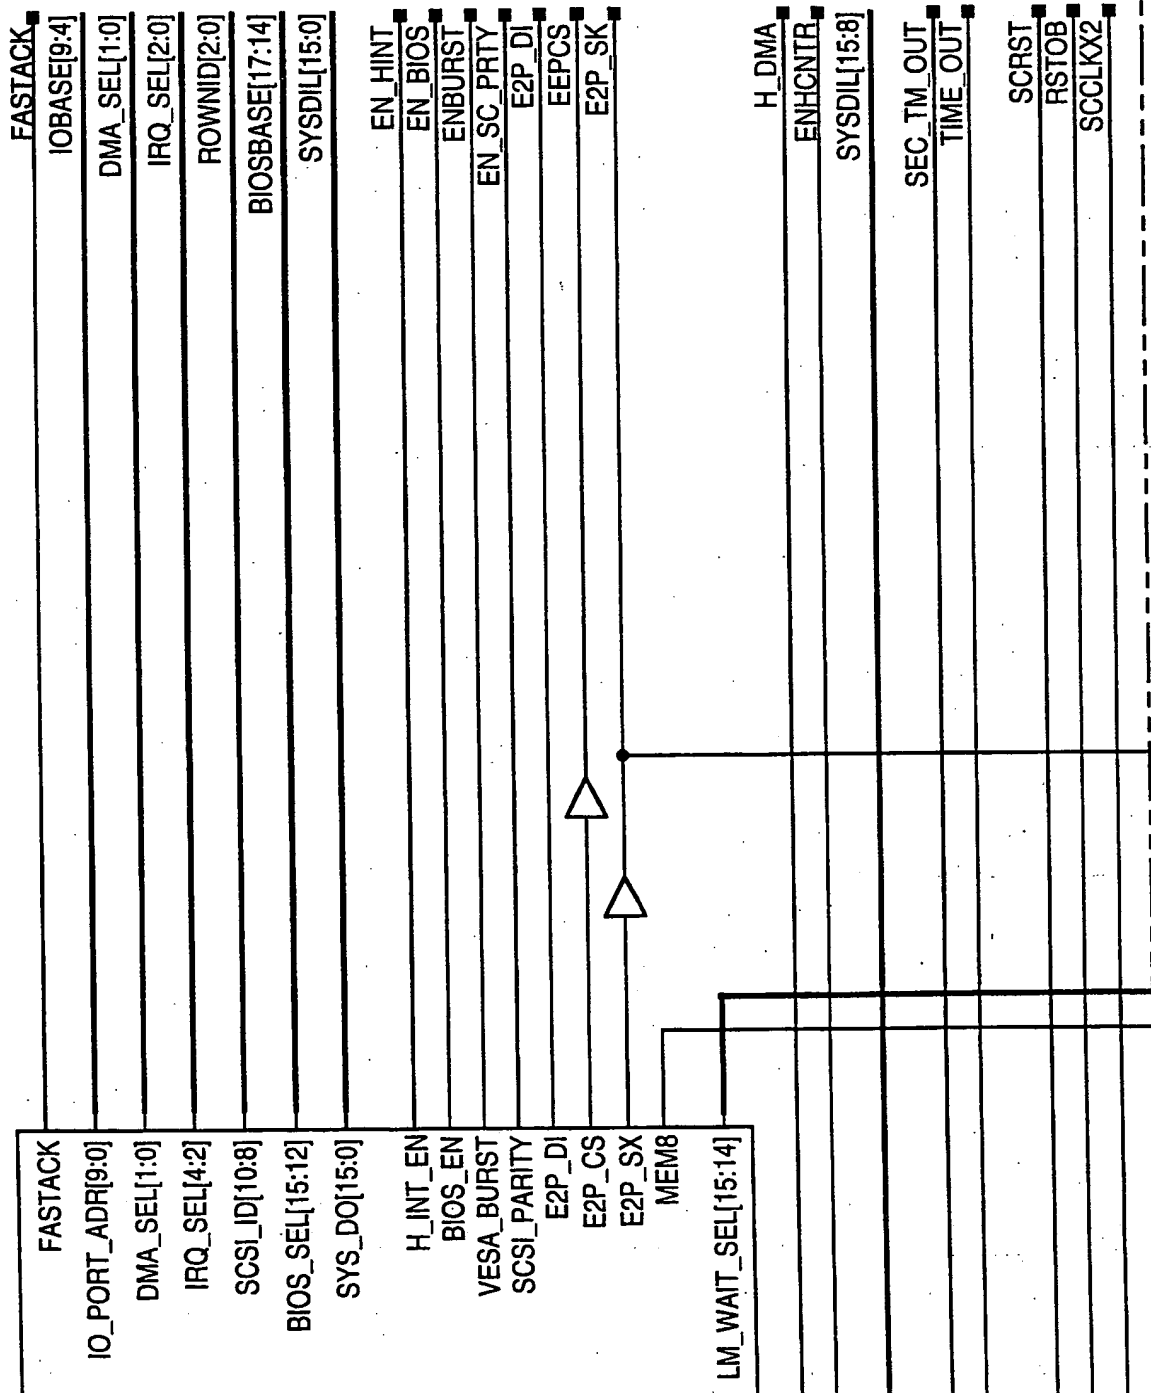 FASTACK
IOBASE[9:4]
DMA_SEL[1:0]
IRQ_SEL[2:0]
ROWNID[2:0]
BIOSBASE[17:14]
SYSDIL[15:0]
EN_HINT
EN_BIOS
ENBURST
EN_SC_PRTY
E2P_DI
EEPCS
E2P_SK
H_DMA
ENHCNTR
SYSDIL[15:8]
SEC_TM_OUT
TIME_OUT
SCRST
RSTOB
SCCLKX2
FASTACK
IO_PORT_ADR[9:0]
DMA_SEL[1:0]
IRQ_SEL[4:2]
SCSI_ID[10:8]
BIOS_SEL[15:12]
SYS_DO[15:0]
H_INT_EN
BIOS_EN
VESA_BURST
SCSI_PARITY
E2P_DI
E2P_CS
E2P_SX
MEM8
LM_WAIT_SEL[15:14]